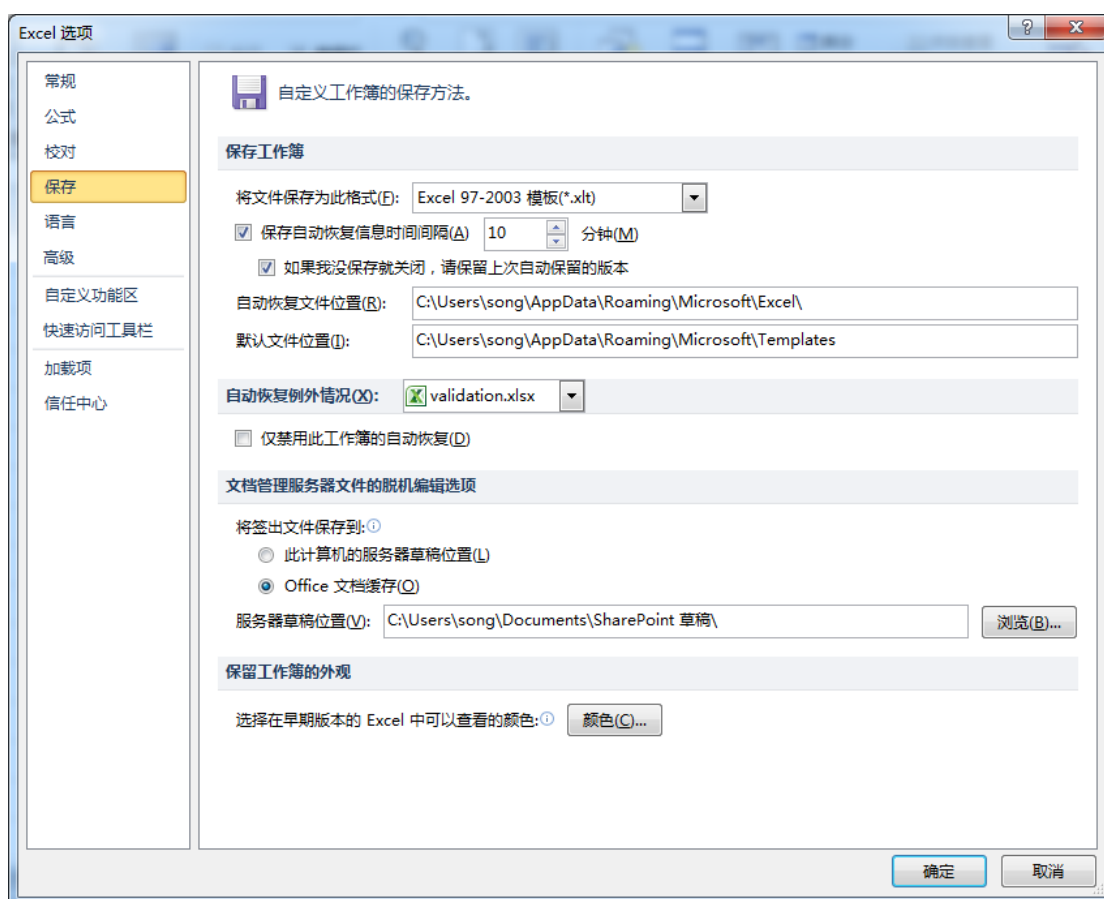 Excel 选项
常规
公式
校对
保存
语言
高级
自定义功能区
快速访问工具栏
加载项
信任中心
自定义工作簿的保存方法。
保存工作簿
将文件保存为此格式(F): Excel 97-2003 模板(*.xlt)
保存自动恢复信息时间间隔(A) 10 分钟(M)
如果我没保存就关闭，请保留上次自动保留的版本
自动恢复文件位置(R): C:\Users\song\AppData\Roaming\Microsoft\Excel\
默认文件位置(I): C:\Users\song\AppData\Roaming\Microsoft\Templates
自动恢复例外情况(X): validation.xlsx
仅禁用此工作簿的自动恢复(D)
文档管理服务器文件的脱机编辑选项
将签出文件保存到:
此计算机的服务器草稿位置(L)
Office 文档缓存(O)
服务器草稿位置(V): C:\Users\song\Documents\SharePoint 草稿\ 浏览(B)...
保留工作簿的外观
选择在早期版本的 Excel 中可以查看的颜色: 颜色(C)...
确定 取消